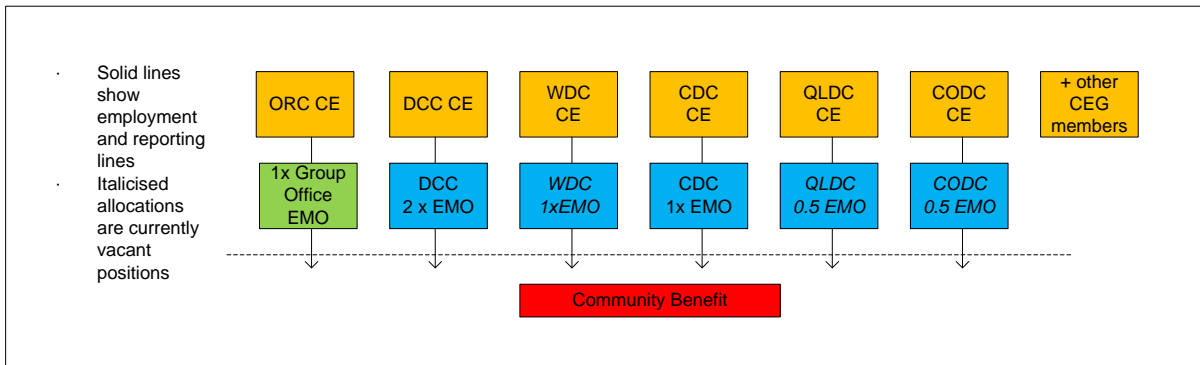 · Solid lines
show
employment
and reporting
lines
· Italicised
allocations
are currently
vacant
positions
ORC CE
DCC CE
WDC
CE
CDC
CE
QLDC
CE
CODC
CE
+ other
CEG
members
1x Group
Office
EMO
DCC
2 x EMO
WDC
1xEMO
CDC
1x EMO
QLDC
0.5 EMO
CODC
0.5 EMO
Community Benefit